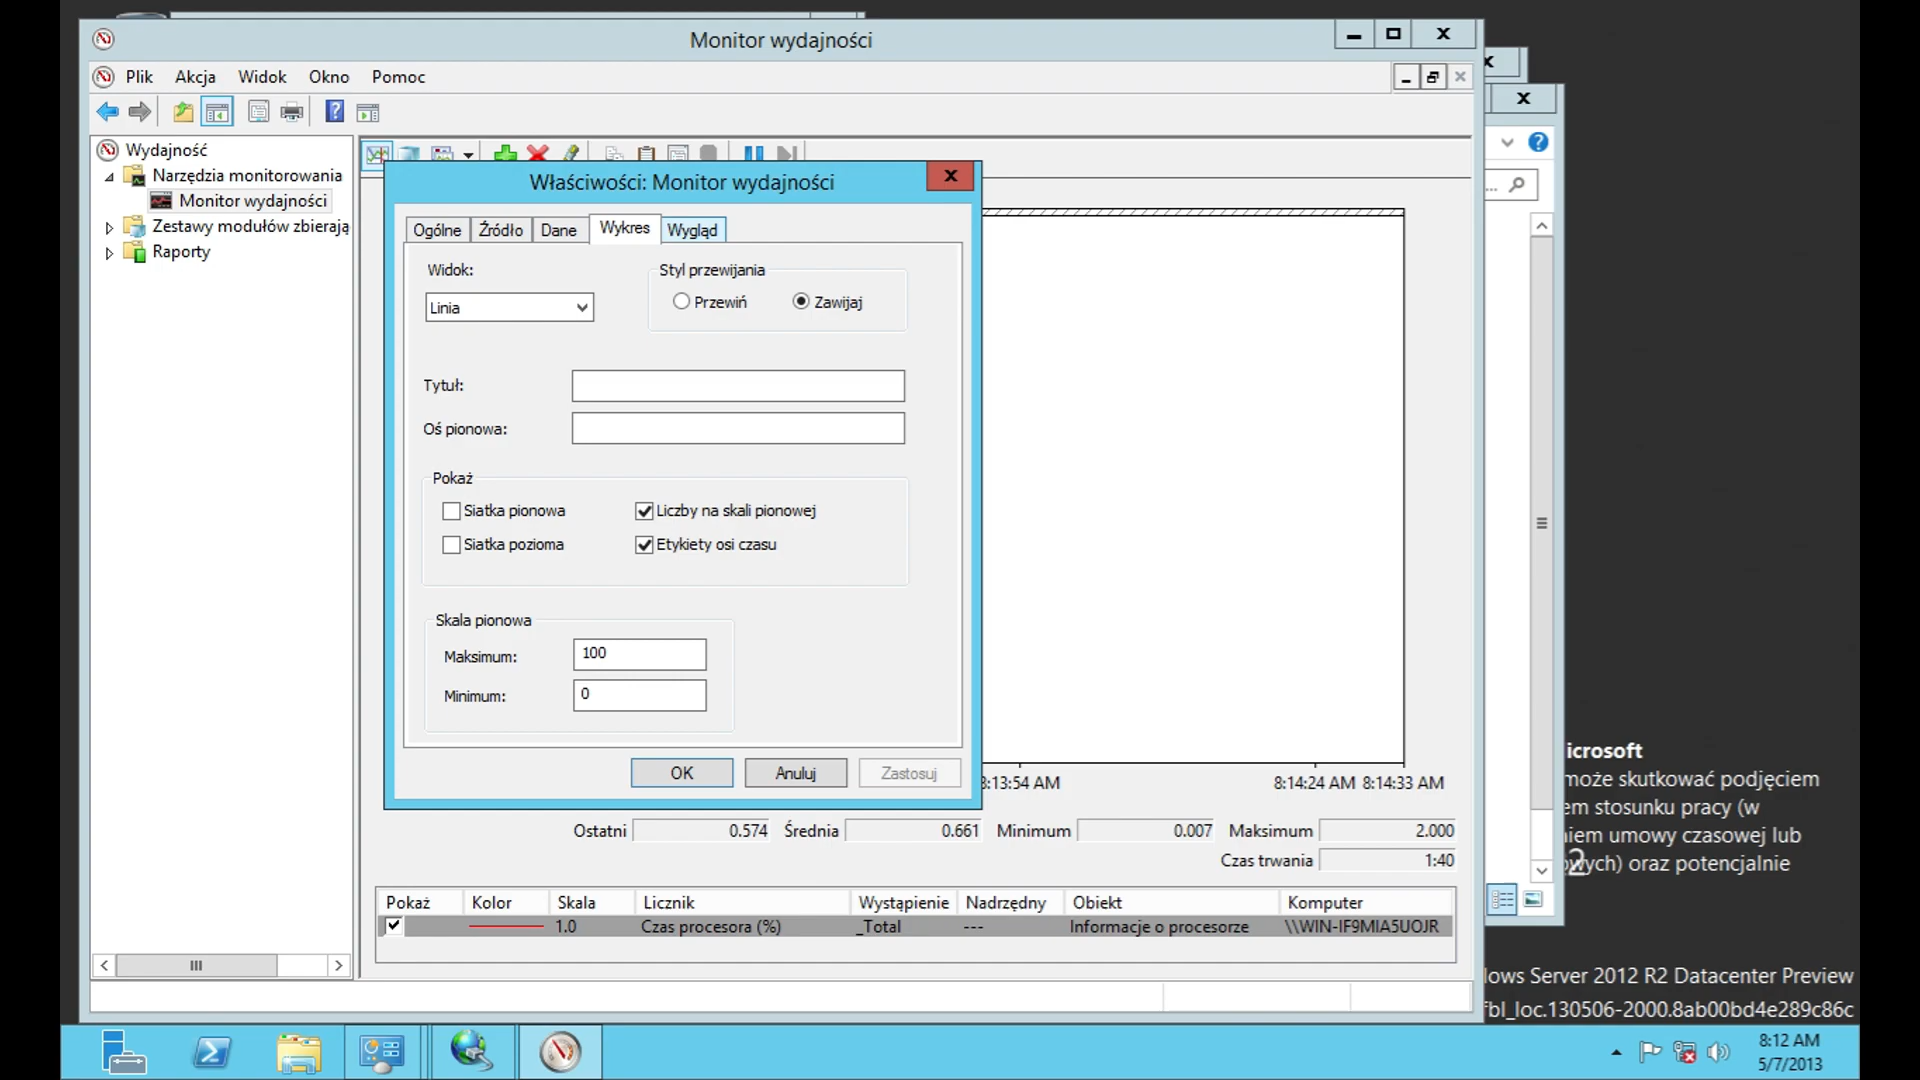 Monitor wydajności
Plik Akcja Widok Okno Pomoc
Wydajność
Narzędzia monitorowania
Monitor wydajności
Zestawy modułów zbierają
Raporty
Właściwości: Monitor wydajności
Ogólne Źródło Dane Wykres Wygląd
Widok:
Linia
Styl przewijania
Przewiń Zawijaj
Tytuł:
Oś pionowa:
Pokaż
Siatka pionowa Liczby na skali pionowej
Siatka pozioma Etykiety osi czasu
Skala pionowa
Maksimum: 100
Minimum: 0
OK Anuluj Zastosuj
8:13:54 AM 8:14:24 AM 8:14:33 AM
Ostatni 0.574 Średnia 0.661 Minimum 0.007 Maksimum 2.000
Czas trwania 1:40
Pokaż Kolor Skala Licznik Wystąpienie Nadrzędny Obiekt Komputer
1.0 Czas procesora (%) _Total --- Informacje o procesorze \\WIN-IF9MIA5UOJR
...
icrosoft
może skutkować podjęciem
em stosunku pracy (w
niem umowy czasowej lub
wych) oraz potencjalnie
2
lows Server 2012 R2 Datacenter Preview
fbl_loc.130506-2000.8ab00bd4e289c86c
8:12 AM
5/7/2013